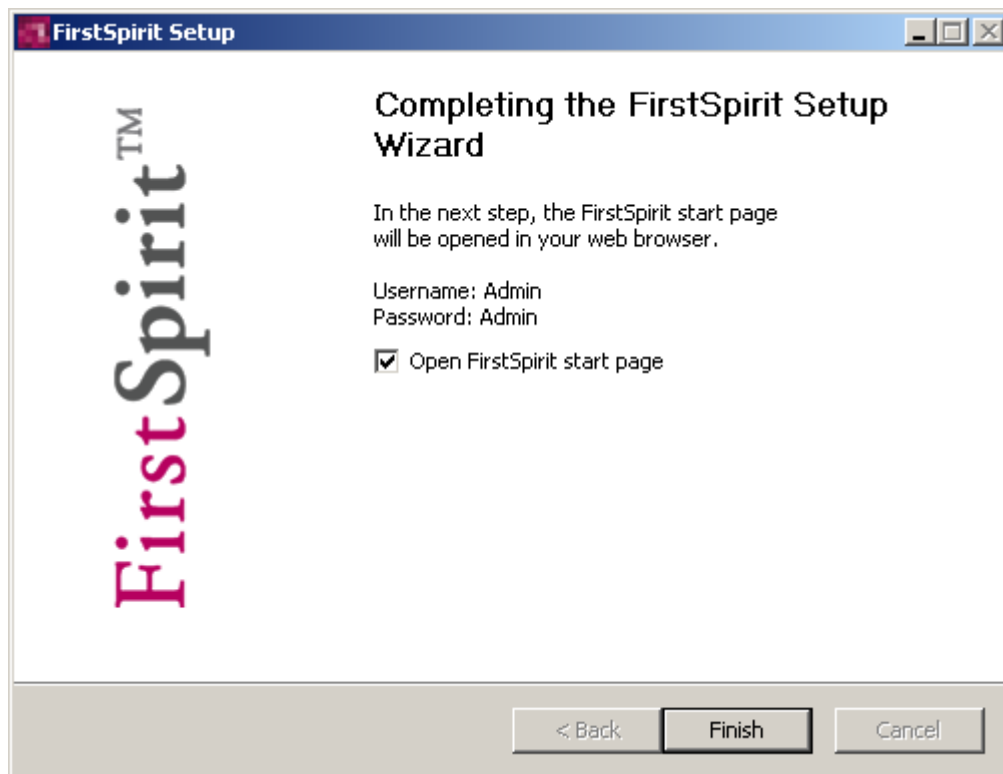 FirstSpirit Setup
FirstSpirit™
Completing the FirstSpirit Setup
Wizard
In the next step, the FirstSpirit start page
will be opened in your web browser.
Username: Admin
Password: Admin
Open FirstSpirit start page
< Back
Finish
Cancel